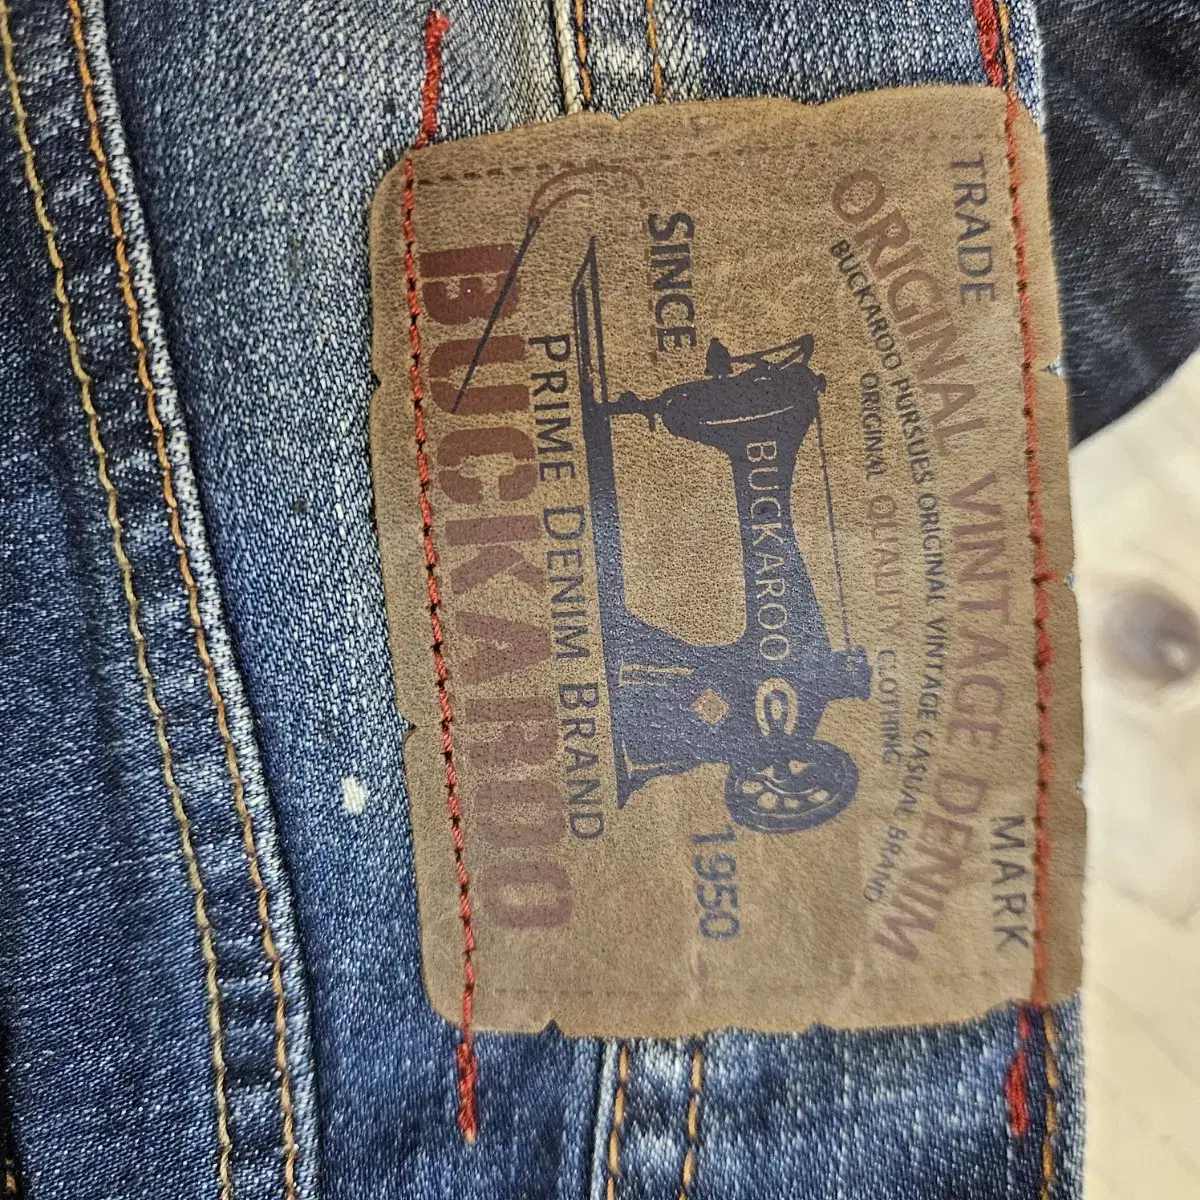 TRADE MARK
ORIGINAL VINTAGE DENIM
BUCKAROO PURSUES ORIGINAL VINTAGE CASUAL BRAND
ORIGINAL QUALITY CLOTHING
BUCKAROO
SINCE 1950
PRIME DENIM BRAND
BUCKAROO